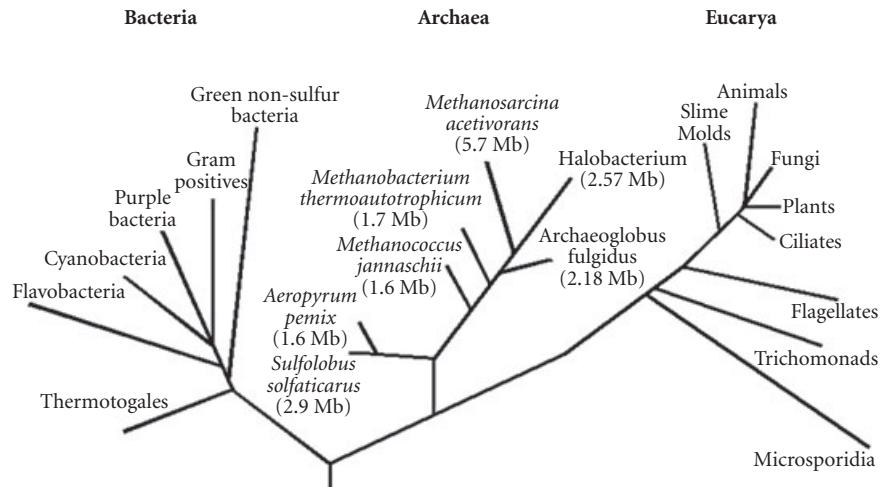 Bacteria
Archaea
Eucarya
Green non-sulfur
bacteria
Gram
positives
Purple
bacteria
Cyanobacteria
Flavobacteria
Thermotogales
Methanosarcina
acetivorans
(5.7 Mb)
Halobacterium
(2.57 Mb)
Methanobacterium
thermoautotrophicum
(1.7 Mb)
Methanococcus
jannaschii
(1.6 Mb)
Archaeoglobus
fulgidus
(2.18 Mb)
Aeropyrum
pemix
(1.6 Mb)
Sulfolobus
solfaticarus
(2.9 Mb)
Animals
Slime
Molds
Fungi
Plants
Ciliates
Flagellates
Trichomonads
Microsporidia